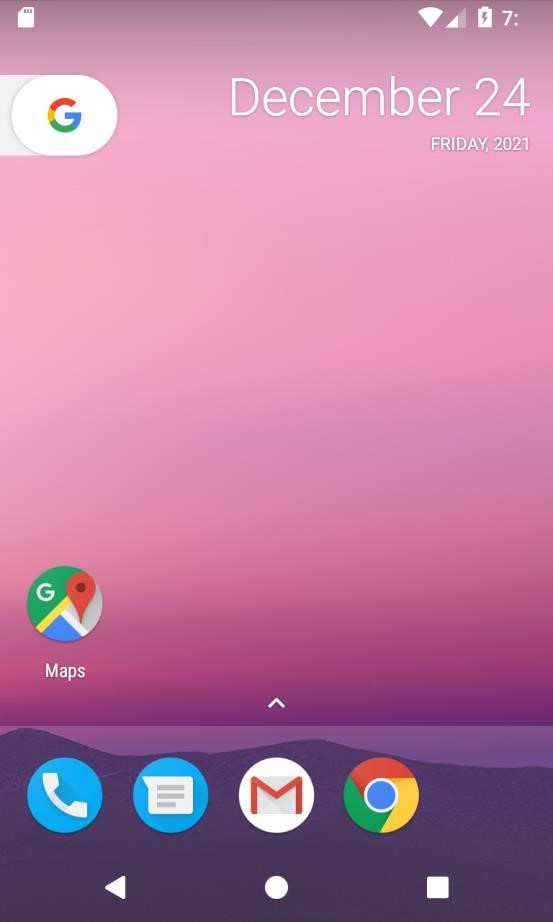 7:
December 24
FRIDAY, 2021
Maps